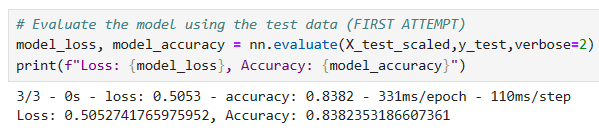 # Evaluate the model using the test data (FIRST ATTEMPT)
model_loss, model_accuracy = nn.evaluate(X_test_scaled,y_test,verbose=2)
print(f"Loss: {model_loss}, Accuracy: {model_accuracy}")
3/3 - 0s - loss: 0.5053 - accuracy: 0.8382 - 331ms/epoch - 110ms/step
Loss: 0.5052741765975952, Accuracy: 0.8382353186607361